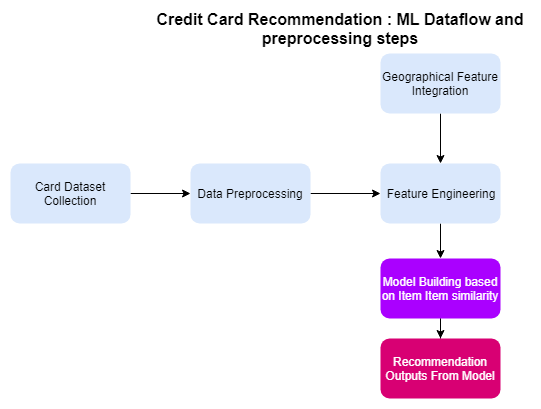 Credit Card Recommendation : ML Dataflow and
preprocessing steps
Geographical Feature
Integration
Card Dataset
Collection
Data Preprocessing
Feature Engineering
Model Building based
on Item Item similarity
Recommendation
Outputs From Model